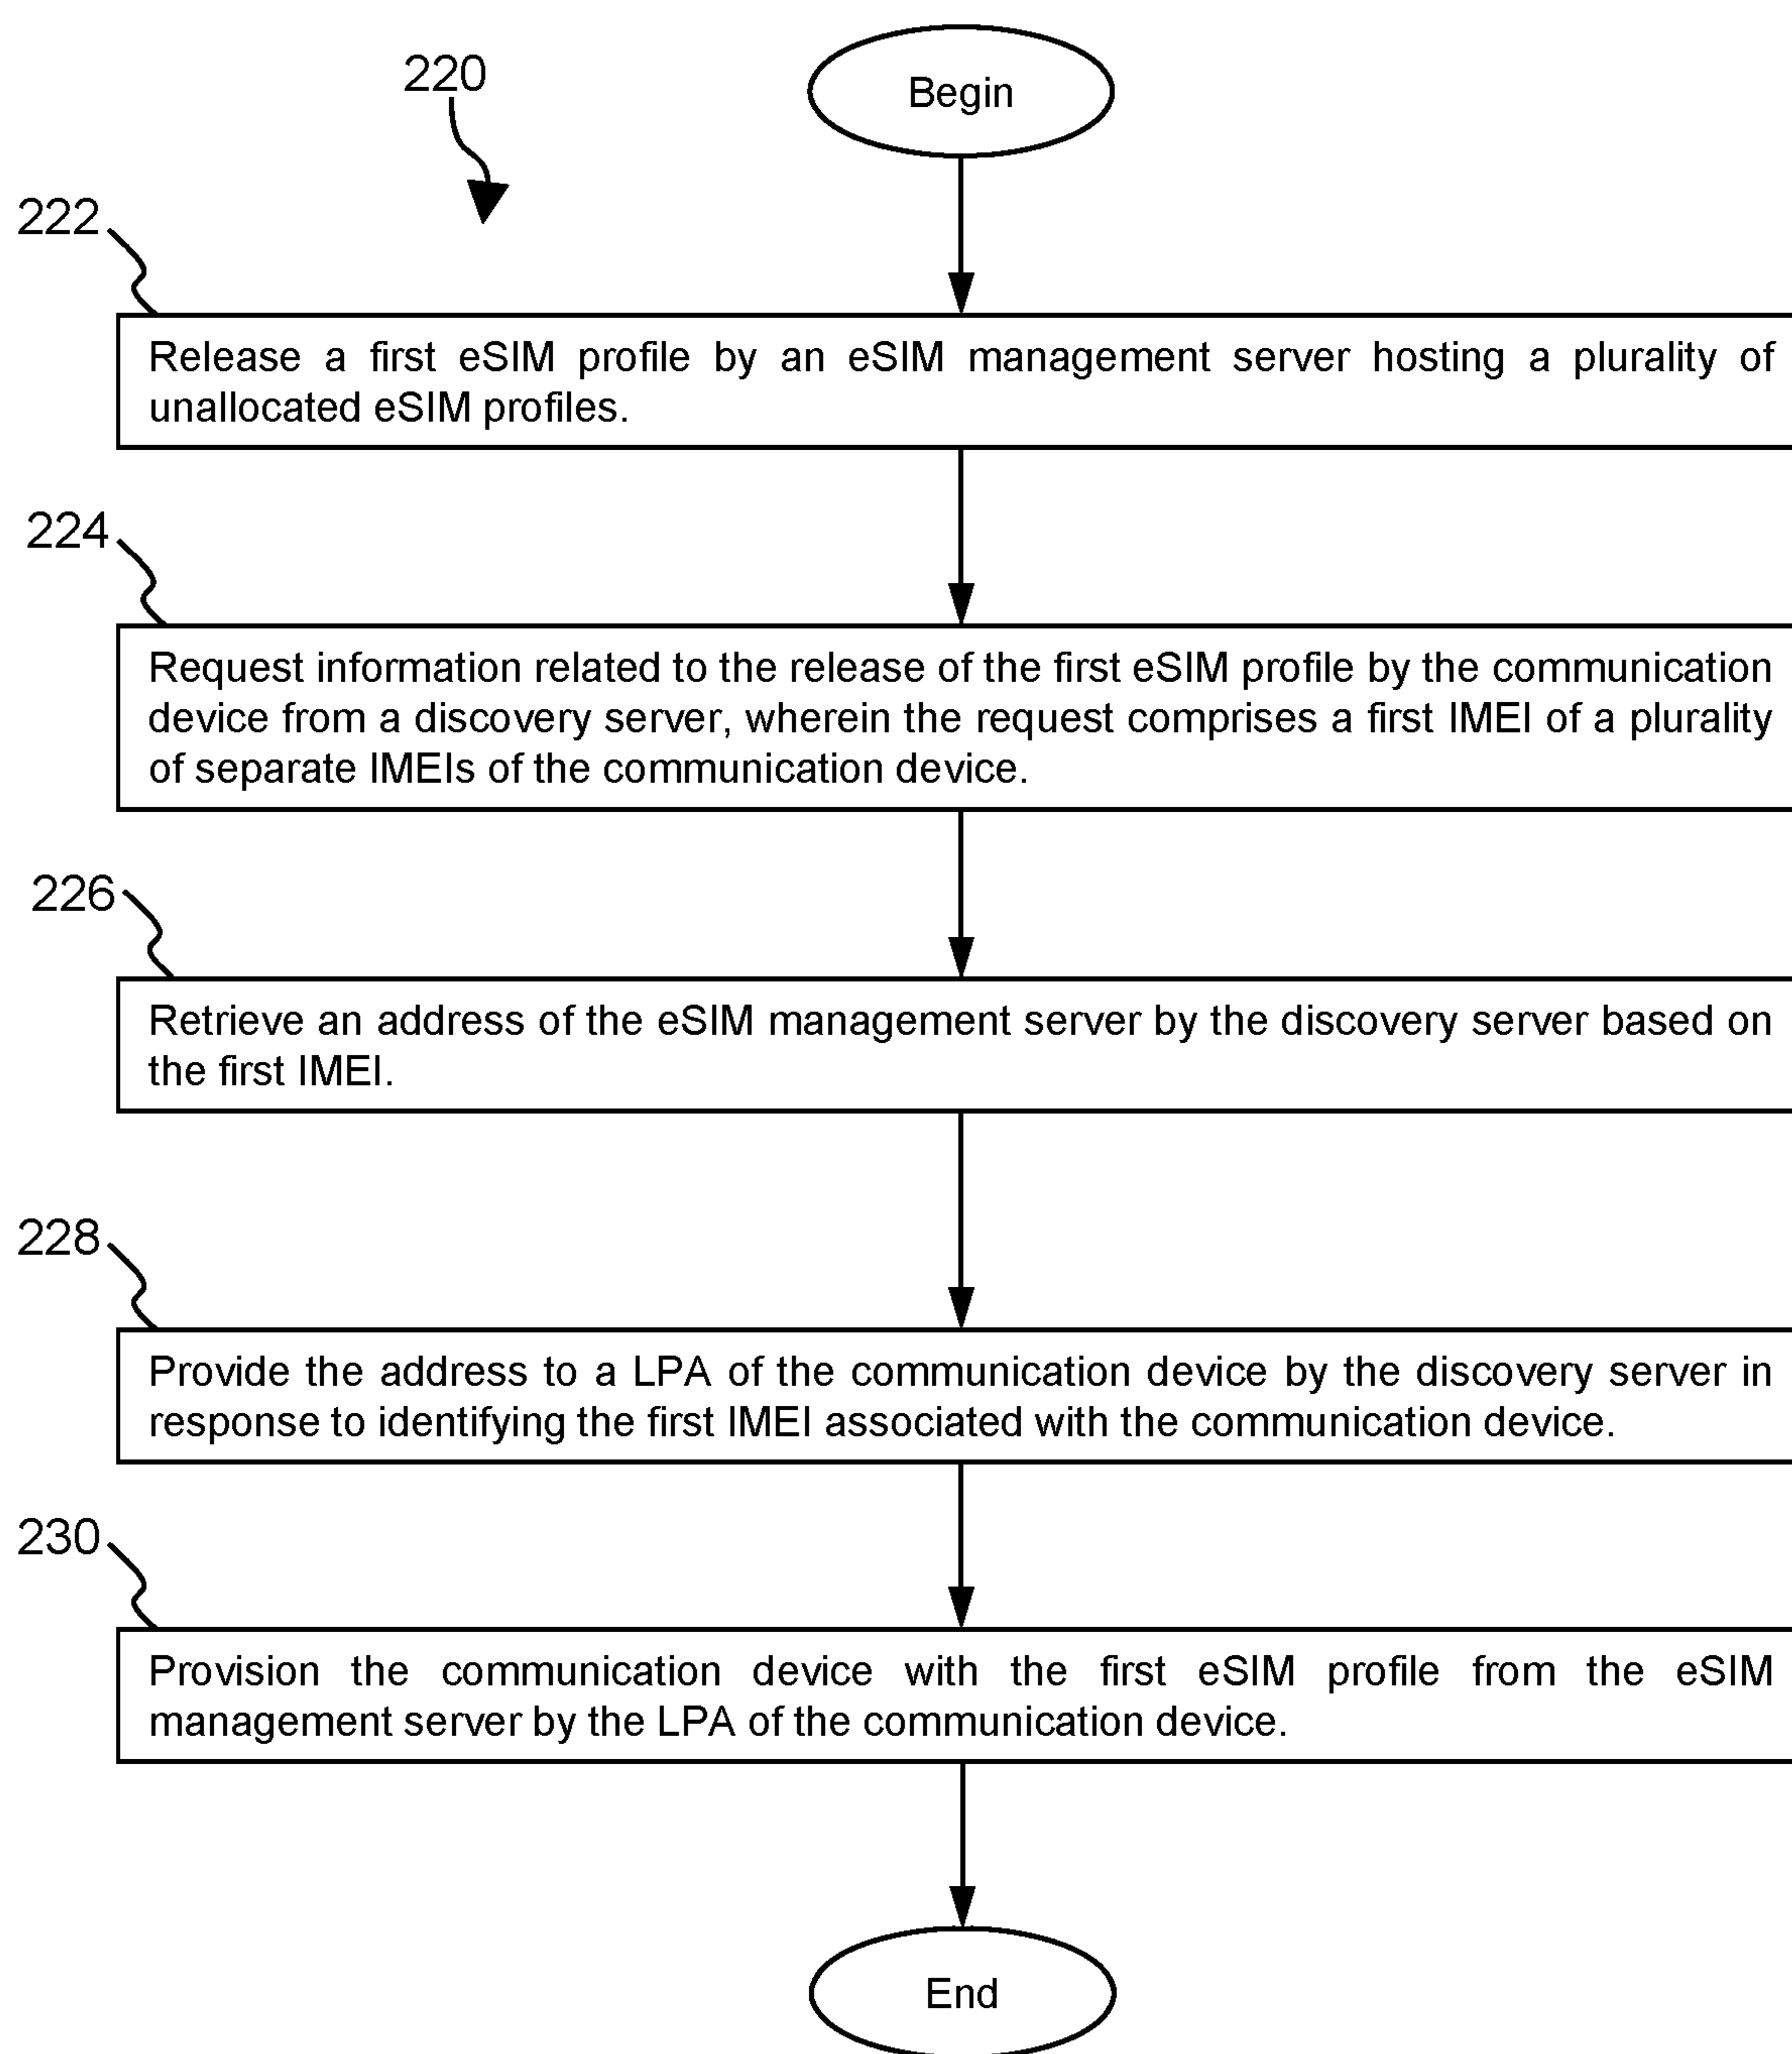 220
Begin
222
Release a first eSIM profile by an eSIM management server hosting a plurality of
unallocated eSIM profiles.
224
Request information related to the release of the first eSIM profile by the communication
device from a discovery server, wherein the request comprises a first IMEI of a plurality
of separate IMEIs of the communication device.
226
Retrieve an address of the eSIM management server by the discovery server based on
the first IMEI.
228
Provide the address to a LPA of the communication device by the discovery server in
response to identifying the first IMEI associated with the communication device.
230
Provision the communication device with the first eSIM profile from the eSIM
management server by the LPA of the communication device.
End